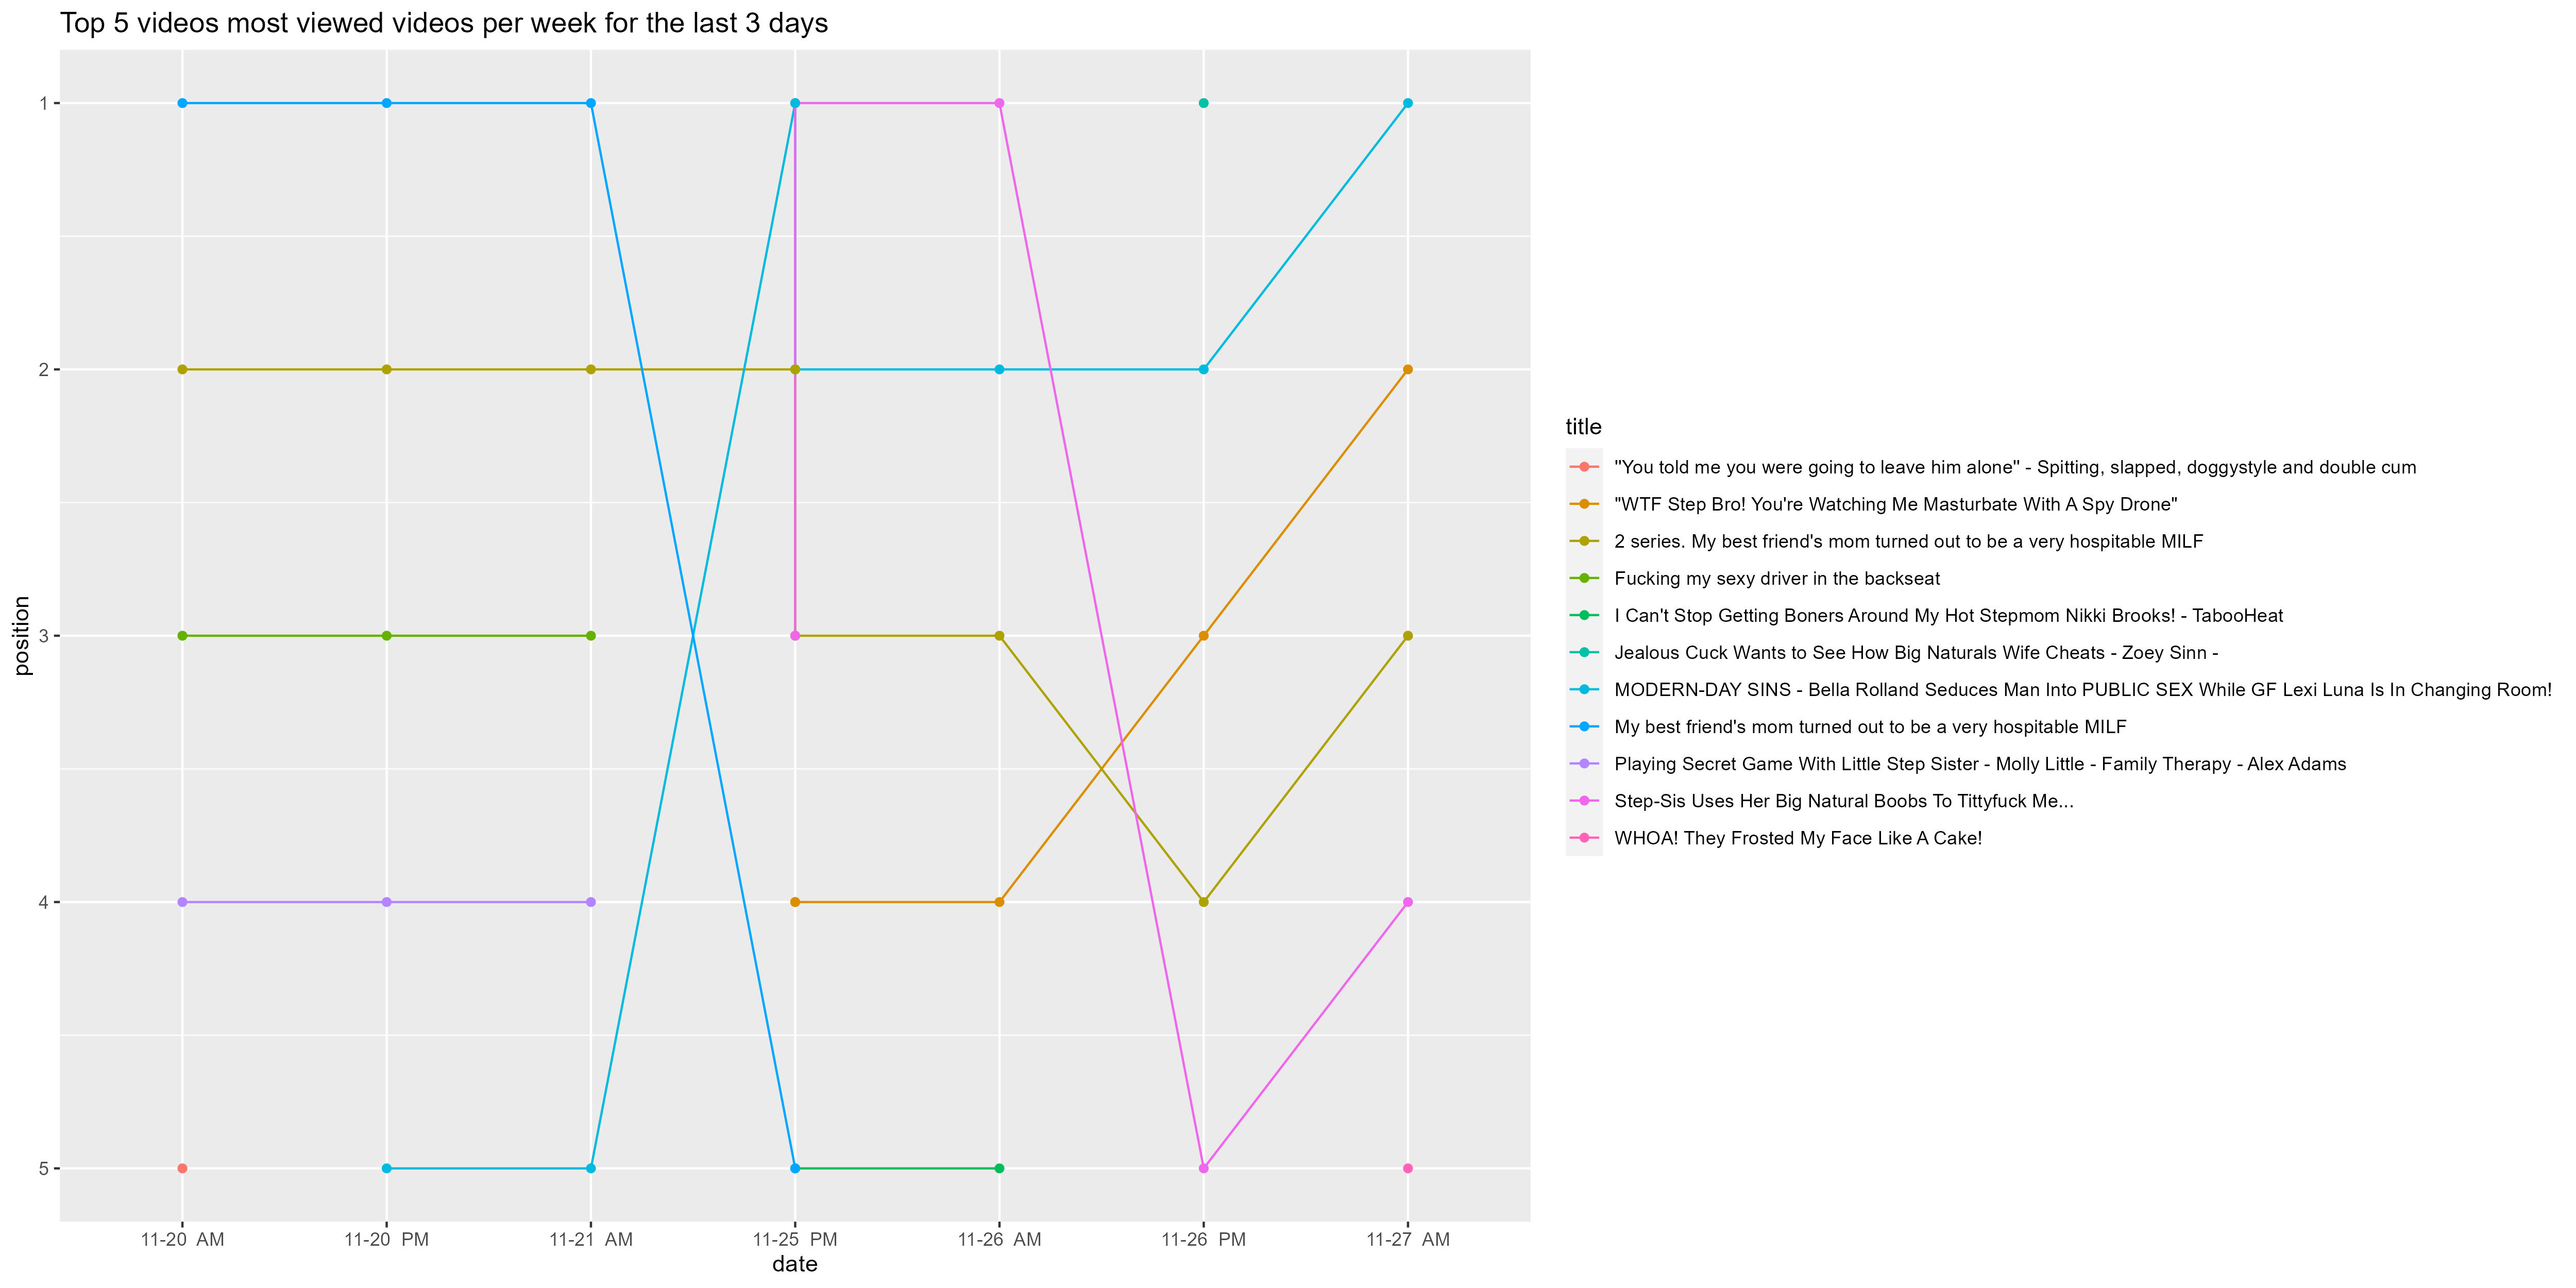 Top 5 videos most viewed videos per week for the last 3 days
1
2
3
4
5
position
11-20 AM
11-20 PM
11-21 AM
11-25 PM
11-26 AM
11-26 PM
11-27 AM
date
title
"You told me you were going to leave him alone" - Spitting, slapped, doggystyle and double cum
"WTF Step Bro! You're Watching Me Masturbate With A Spy Drone"
2 series. My best friend's mom turned out to be a very hospitable MILF
Fucking my sexy driver in the backseat
I Can't Stop Getting Boners Around My Hot Stepmom Nikki Brooks! - TabooHeat
Jealous Cuck Wants to See How Big Naturals Wife Cheats - Zoey Sinn -
MODERN-DAY SINS - Bella Rolland Seduces Man Into PUBLIC SEX While GF Lexi Luna Is In Changing Room!
My best friend's mom turned out to be a very hospitable MILF
Playing Secret Game With Little Step Sister - Molly Little - Family Therapy - Alex Adams
Step-Sis Uses Her Big Natural Boobs To Tittyfuck Me...
WHOA! They Frosted My Face Like A Cake!